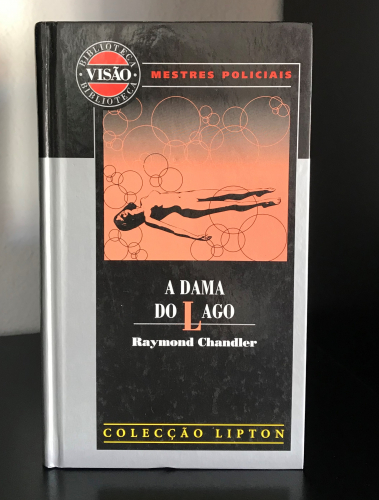 BIBLIOTECA
VISÃO
BIBLIOTECA
MESTRES POLICIAIS
A DAMA
DO LAGO
Raymond Chandler
COLECÇÃO LIPTON